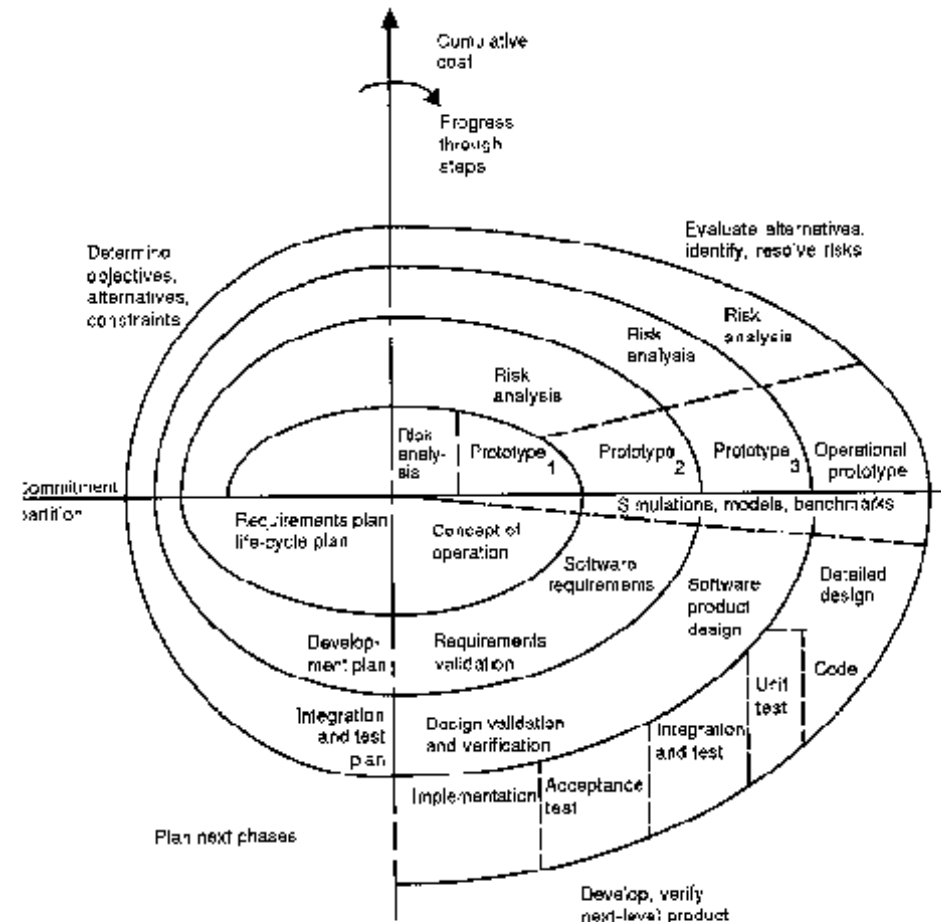 Cumulative
cost
Progress
through
steps
Evaluate alternatives,
identify, resolve risks
Determine
objectives,
alternatives,
constraints
Risk
analysis
Risk
analysis
Risk
analysis
Risk
analy-
sis
Prototype
1
Prototype
2
Prototype
3
Operational
prototype
Commitment
partition
Simulations, models, benchmarks
Requirements plan
life-cycle plan
Concept of
operation
Software
requirements
Software
product
design
Detailed
design
Develop-
ment plan
Requirements
validation
Code
Unit
test
Integration
and test
plan
Design validation
and verification
Integration
and test
Acceptance
test
Implementation
Plan next phases
Develop, verify
next-level product